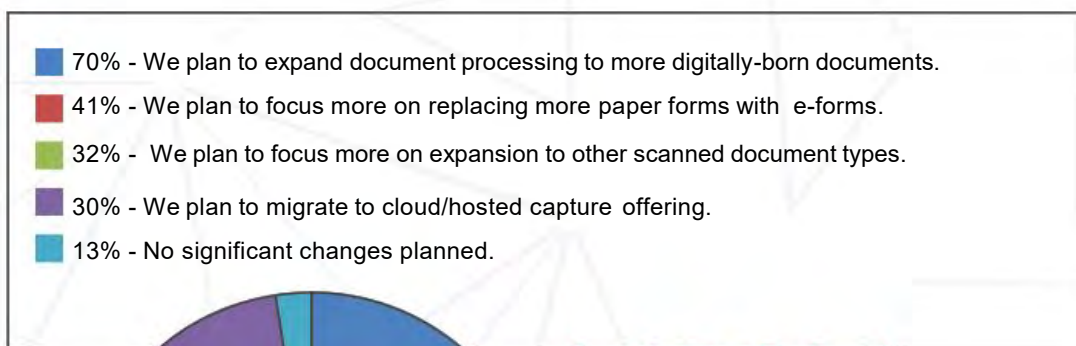 70% - We plan to expand document processing to more digitally-born documents.
41% - We plan to focus more on replacing more paper forms with e-forms.
32% - We plan to focus more on expansion to other scanned document types.
30% - We plan to migrate to cloud/hosted capture offering.
13% - No significant changes planned.